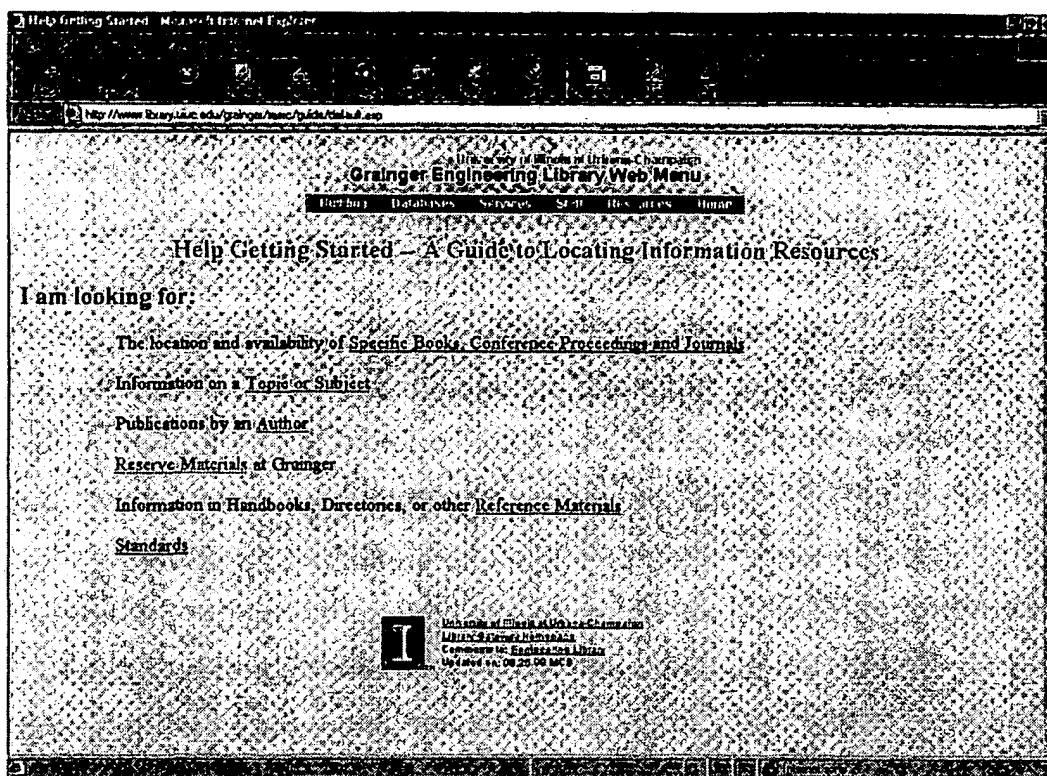 Help Getting Started - Microsoft Internet Explorer
University of Illinois at Urbana-Champaign
Grainger Engineering Library Web Menu
Databases Services Staff Resources Home
Help Getting Started – A Guide to Locating Information Resources
I am looking for:
The location and availability of Specific Books, Conference Proceedings and Journals
Information on a Topic or Subject
Publications by an Author
Reserve Materials at Grainger
Information in Handbooks, Directories, or other Reference Materials
Standards
I
University of Illinois at Urbana-Champaign
Library Gateway Homepage
Comments to: Engineering Library
Updated on: